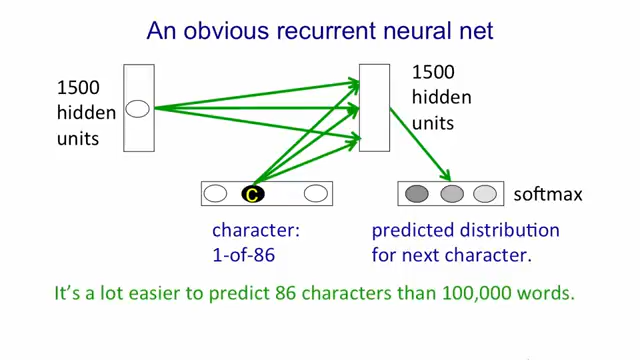 An obvious recurrent neural net
1500
hidden
units
1500
hidden
units
c
softmax
character:
1-of-86
predicted distribution
for next character.
It's a lot easier to predict 86 characters than 100,000 words.